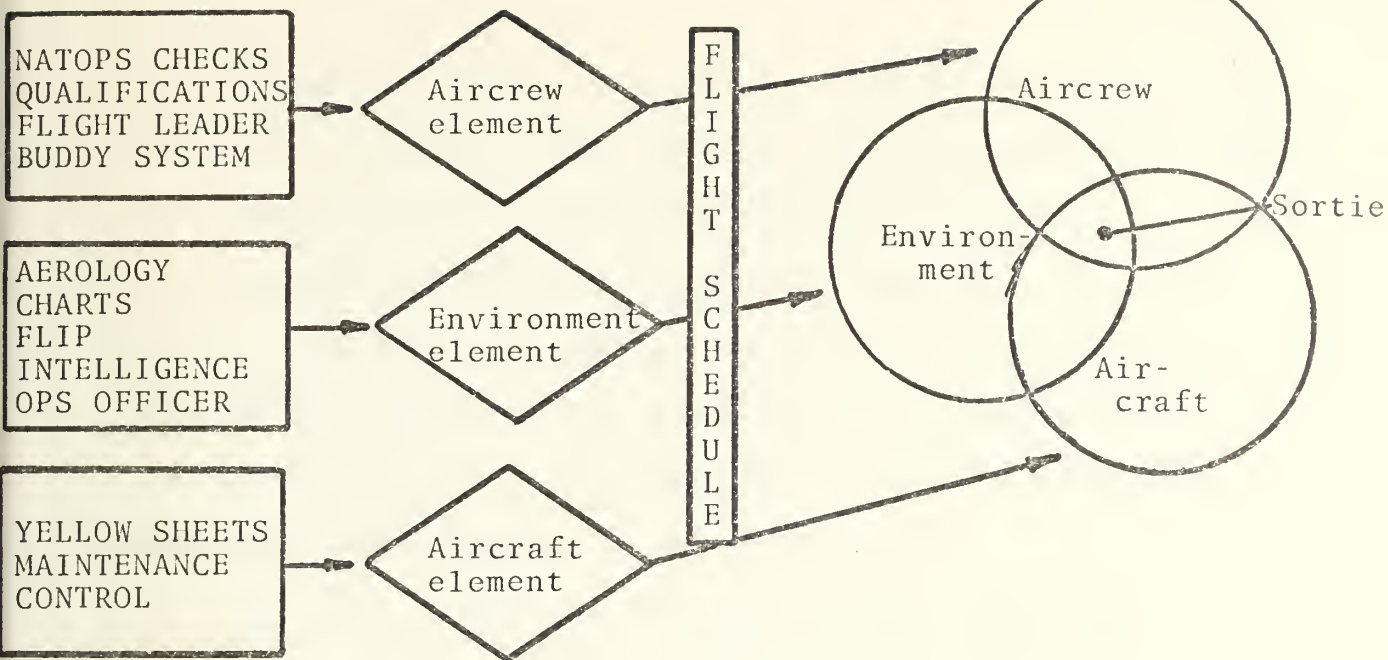 NATOPS CHECKS
QUALIFICATIONS
FLIGHT LEADER
BUDDY SYSTEM
Aircrew
element
AEROLOGY
CHARTS
FLIP
INTELLIGENCE
OPS OFFICER
Environment
element
YELLOW SHEETS
MAINTENANCE
CONTROL
Aircraft
element
FLIGHT SCHEDULE
Aircrew
Environ-
ment
Air-
craft
Sortie